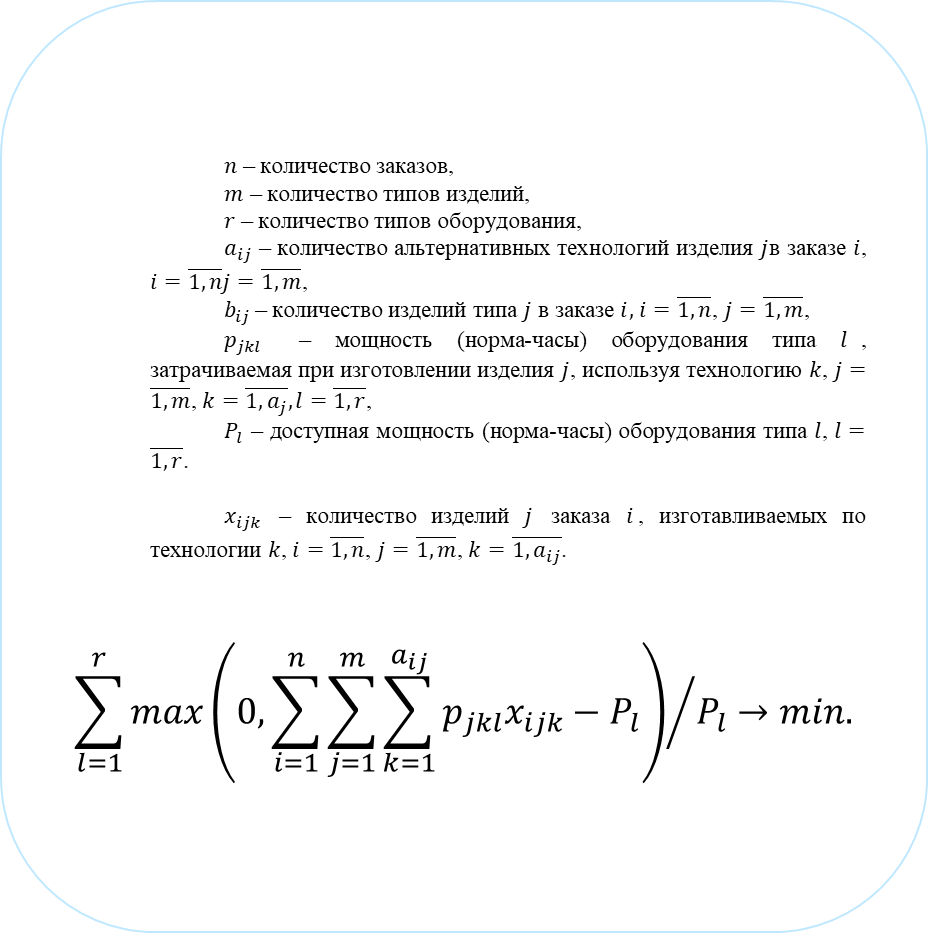 n – количество заказов,
m – количество типов изделий,
r – количество типов оборудования,
a_{ij} – количество альтернативных технологий изделия j в заказе i,
i = \overline{1,n} j = \overline{1,m},
b_{ij} – количество изделий типа j в заказе i, i = \overline{1,n}, j = \overline{1,m},
p_{jkl} – мощность (норма-часы) оборудования типа l ,
затрачиваемая при изготовлении изделия j, используя технологию k, j =
\overline{1,m}, k = \overline{1,a_j}, l = \overline{1,r},
P_l – доступная мощность (норма-часы) оборудования типа l, l =
\overline{1,r}.
x_{ijk} – количество изделий j заказа i , изготавливаемых по
технологии k, i = \overline{1,n}, j = \overline{1,m}, k = \overline{1,a_{ij}}.
\sum_{l=1}^{r} max \left( 0, \sum_{i=1}^{n} \sum_{j=1}^{m} \sum_{k=1}^{a_{ij}} p_{jkl} x_{ijk} − P_l \right) / P_l → min.